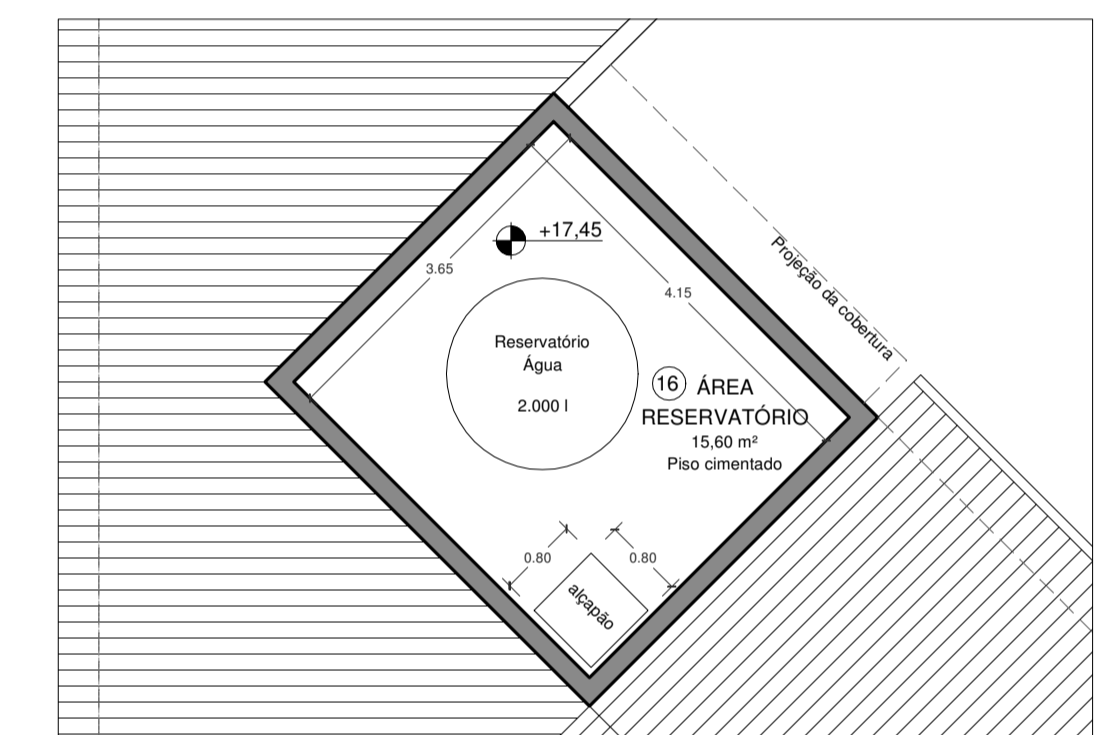 +17,45
3.65
4.15
Projeção da cobertura
Reservatório
Água
2.000 l
16 ÁREA
RESERVATÓRIO
15,60 m²
Piso cimentado
0.80
0.80
alçapão